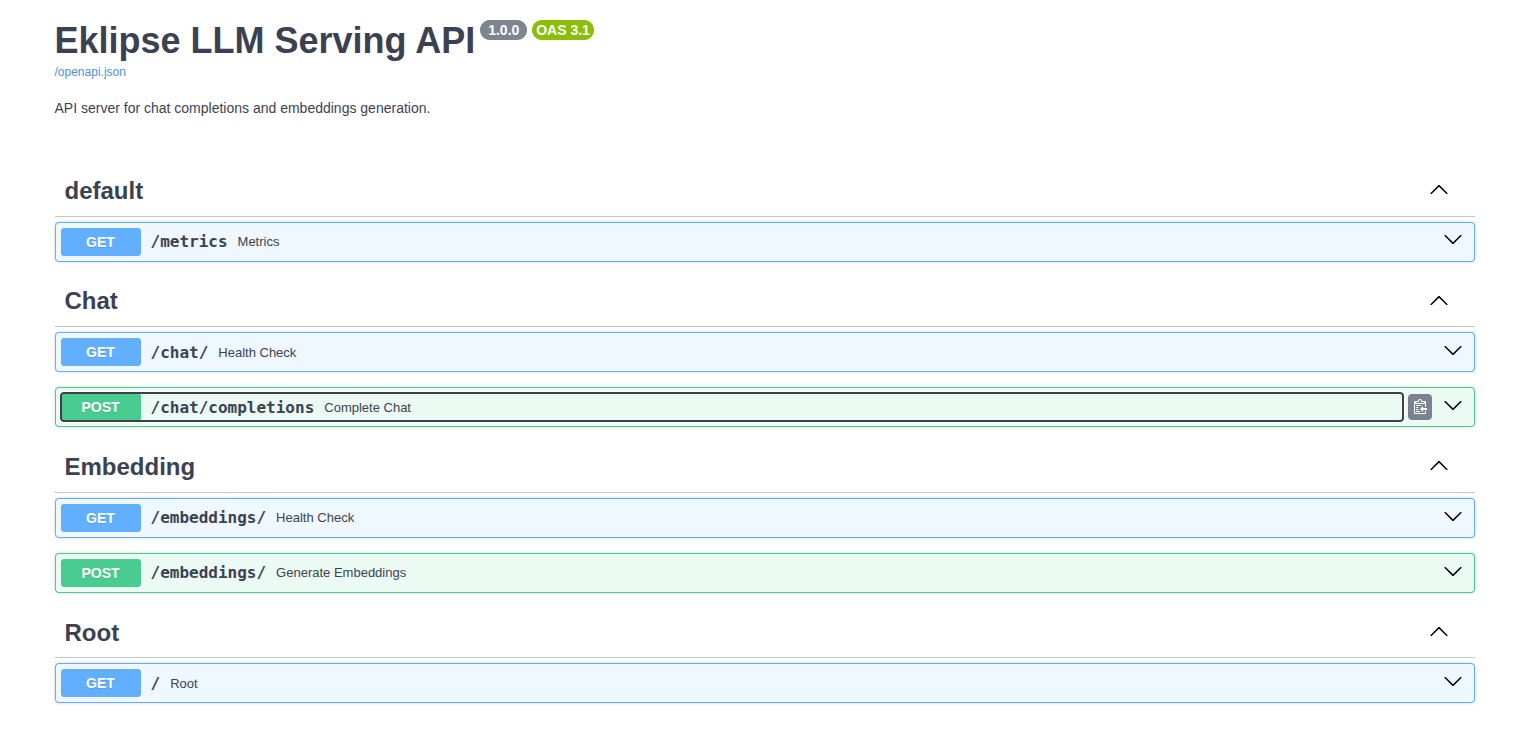 Eklipse LLM Serving API 1.0.0 OAS 3.1
/openapi.json
API server for chat completions and embeddings generation.
default
GET /metrics Metrics
Chat
GET /chat/ Health Check
POST /chat/completions Complete Chat
Embedding
GET /embeddings/ Health Check
POST /embeddings/ Generate Embeddings
Root
GET / Root